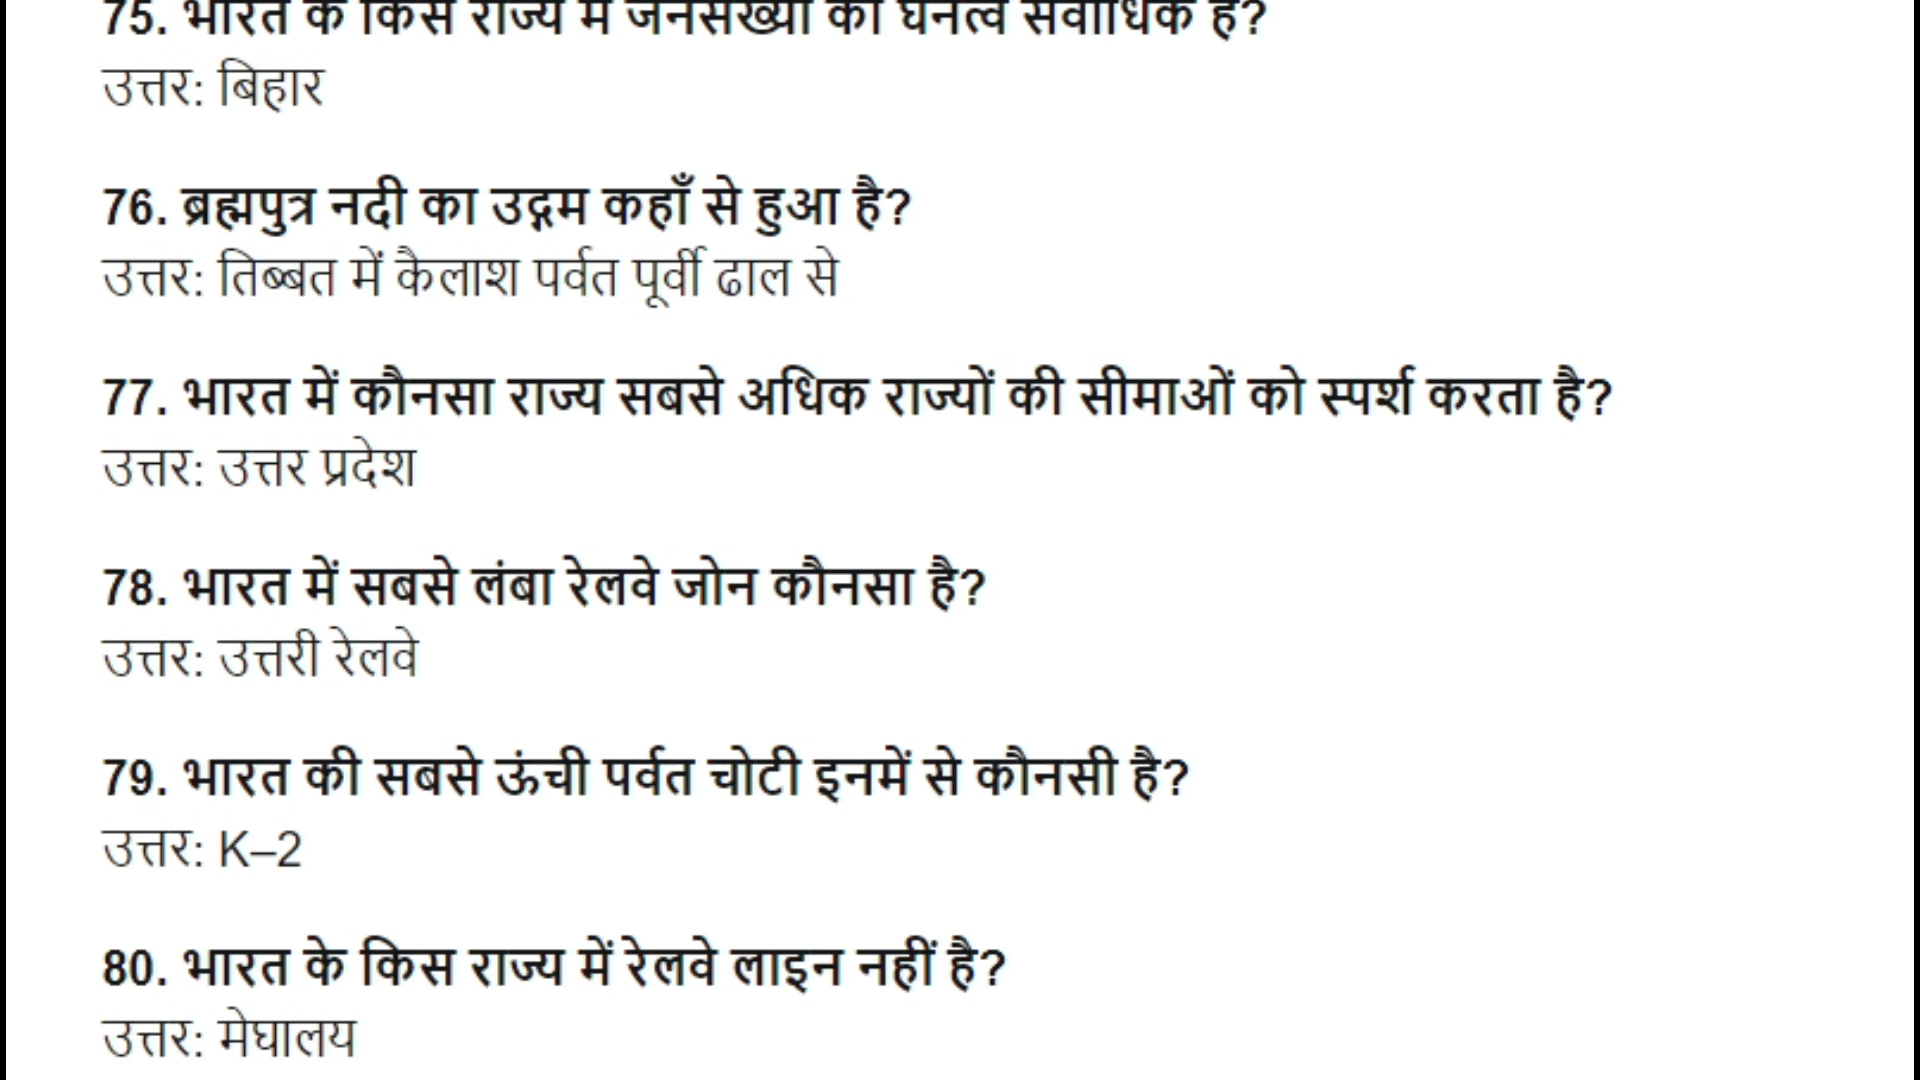 75. भारत के किस राज्य में जनसंख्या का घनत्व सर्वाधिक है?
उत्तर: बिहार
76. ब्रह्मपुत्र नदी का उद्गम कहाँ से हुआ है?
उत्तर: तिब्बत में कैलाश पर्वत पूर्वी ढाल से
77. भारत में कौनसा राज्य सबसे अधिक राज्यों की सीमाओं को स्पर्श करता है?
उत्तर: उत्तर प्रदेश
78. भारत में सबसे लंबा रेलवे जोन कौनसा है?
उत्तर: उत्तरी रेलवे
79. भारत की सबसे ऊंची पर्वत चोटी इनमें से कौनसी है?
उत्तर: K–2
80. भारत के किस राज्य में रेलवे लाइन नहीं है?
उत्तर: मेघालय